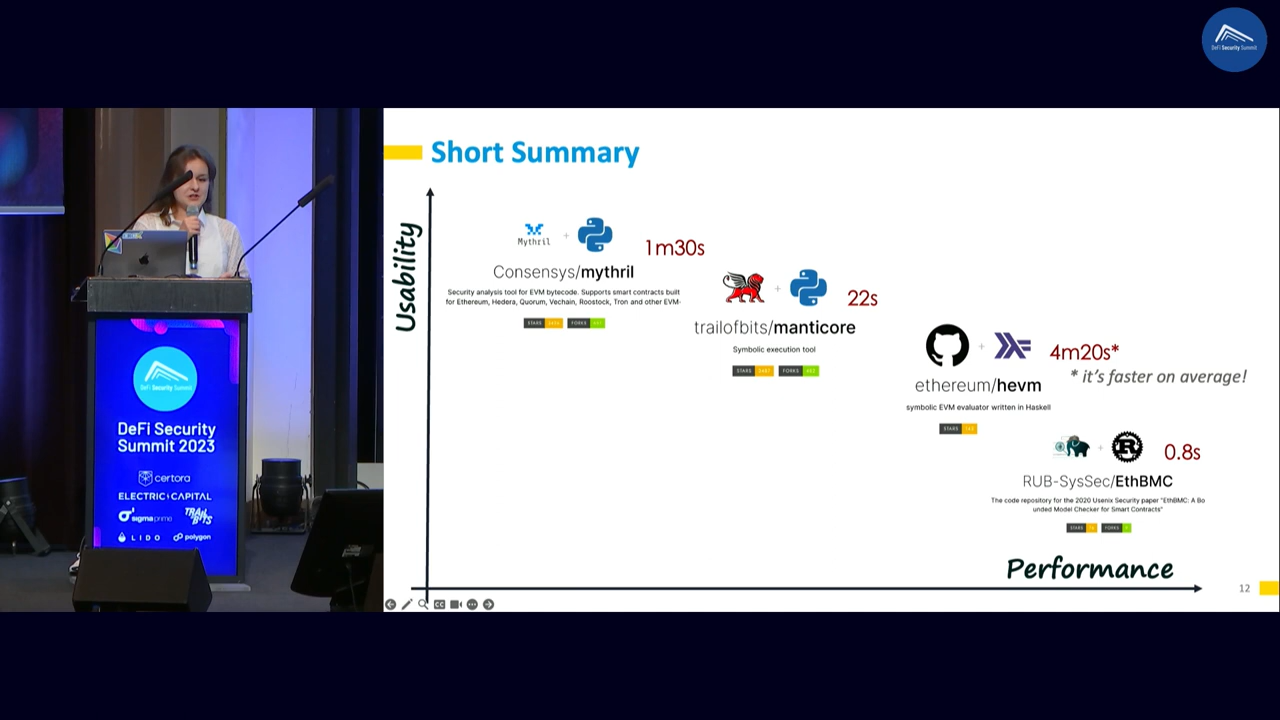 DeFi Security Summit
Short Summary
Usability
Mythril
1m30s
Consensys/mythril
Security analysis tool for EVM bytecode. Supports smart contracts built
for Ethereum, Hedera, Quorum, Vechain, Roostock, Tron and other EVM-
STARS
FORKS
22s
trailofbits/manticore
Symbolic execution tool
STARS
FORKS
4m20s*
* it's faster on average!
ethereum/hevm
symbolic EVM evaluator written in Haskell
STARS
0.8s
RUB-SysSec/EthBMC
The code repository for the 2020 Usenix Security paper "EthBMC: A Bo
unded Model Checker for Smart Contracts"
STARS
FORKS
Performance
12
DeFi Security Summit
DeFi Security
Summit 2023
certora
ELECTRIC CAPITAL
sigma prime
TRAIL OF BITS
LIDO
polygon